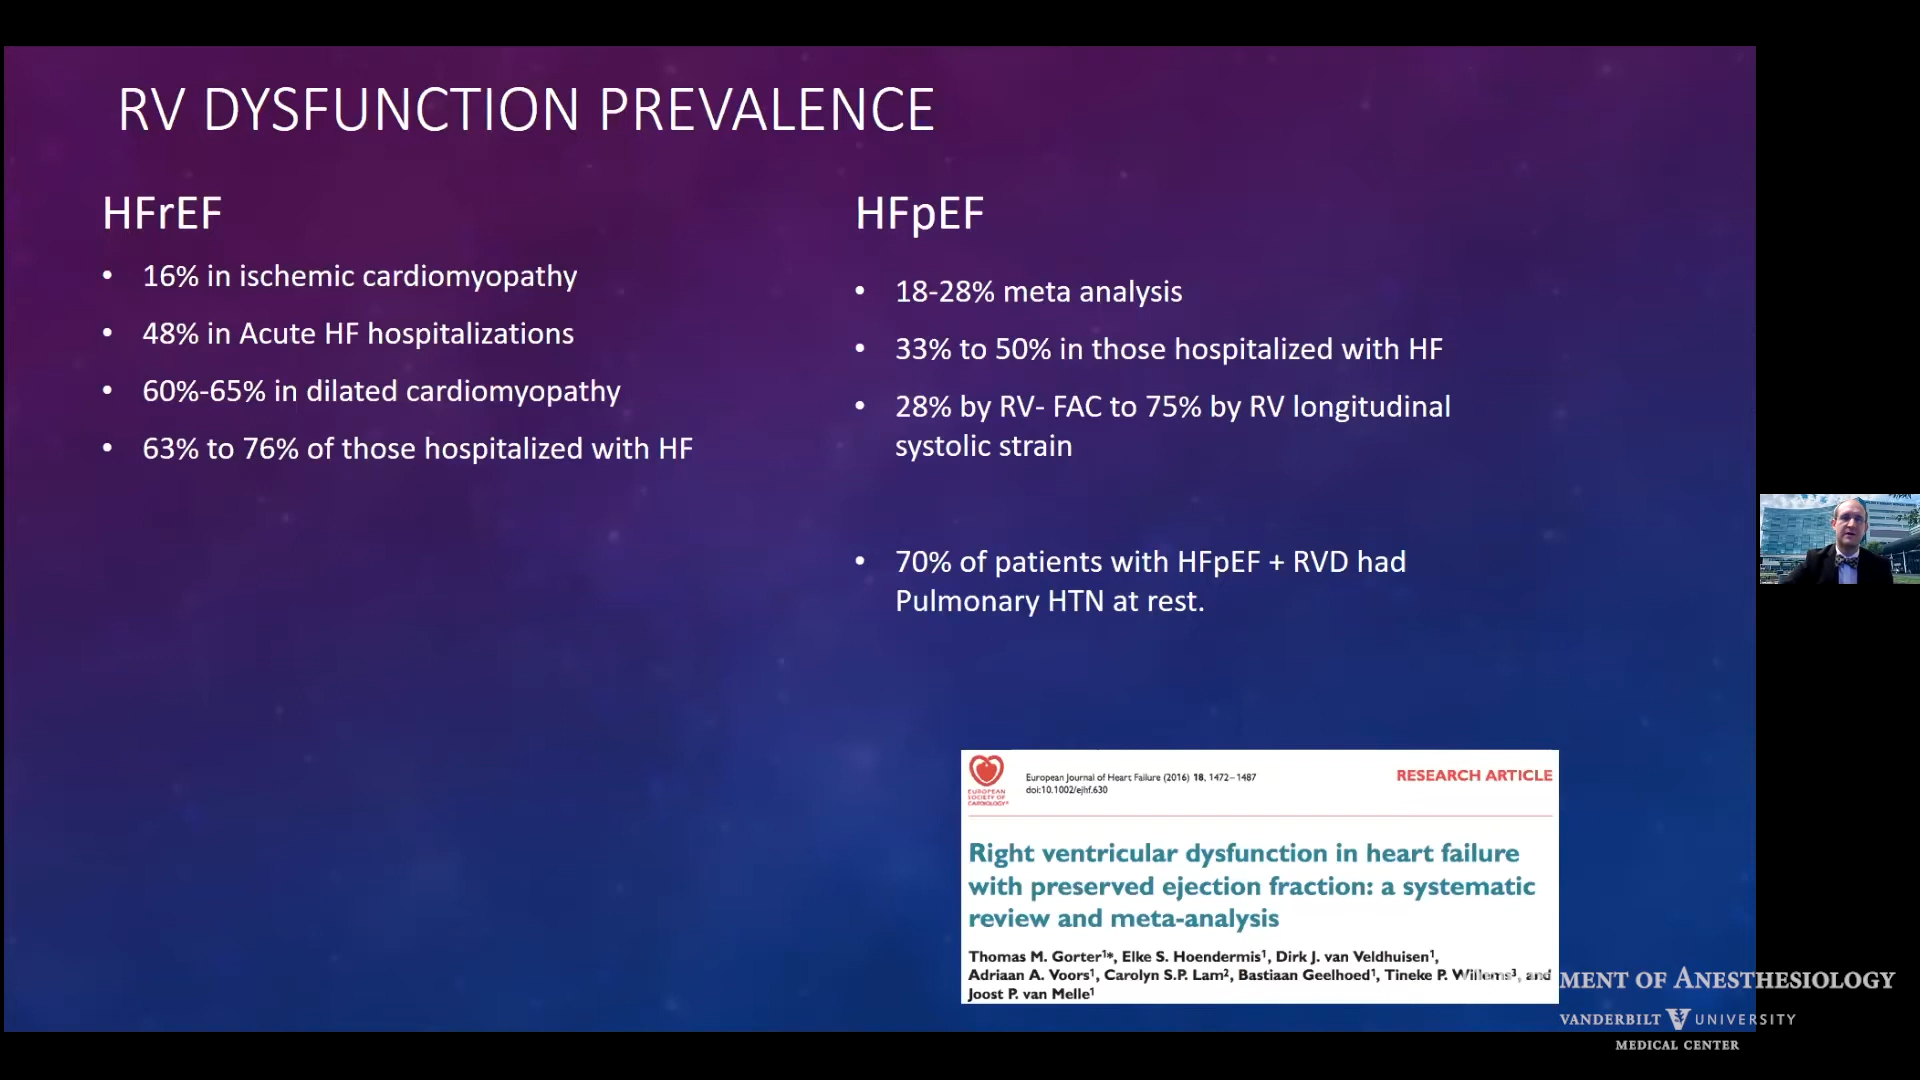 RV DYSFUNCTION PREVALENCE
HFrEF
• 16% in ischemic cardiomyopathy
• 48% in Acute HF hospitalizations
• 60%-65% in dilated cardiomyopathy
• 63% to 76% of those hospitalized with HF
HFpEF
• 18-28% meta analysis
• 33% to 50% in those hospitalized with HF
• 28% by RV- FAC to 75% by RV longitudinal
systolic strain
• 70% of patients with HFpEF + RVD had
Pulmonary HTN at rest.
EUROPEAN
SOCIETY OF
CARDIOLOGY®
European Journal of Heart Failure (2016) 18, 1472–1487
doi:10.1002/ejhf.630
RESEARCH ARTICLE
Right ventricular dysfunction in heart failure
with preserved ejection fraction: a systematic
review and meta-analysis
Thomas M. Gorter¹*, Elke S. Hoendermis¹, Dirk J. van Veldhuisen¹,
Adriaan A. Voors¹, Carolyn S.P. Lam², Bastiaan Geelhoed¹, Tineke P. Willems³, and
Joost P. van Melle¹
MENT OF ANESTHESIOLOGY
VANDERBILT UNIVERSITY
MEDICAL CENTER